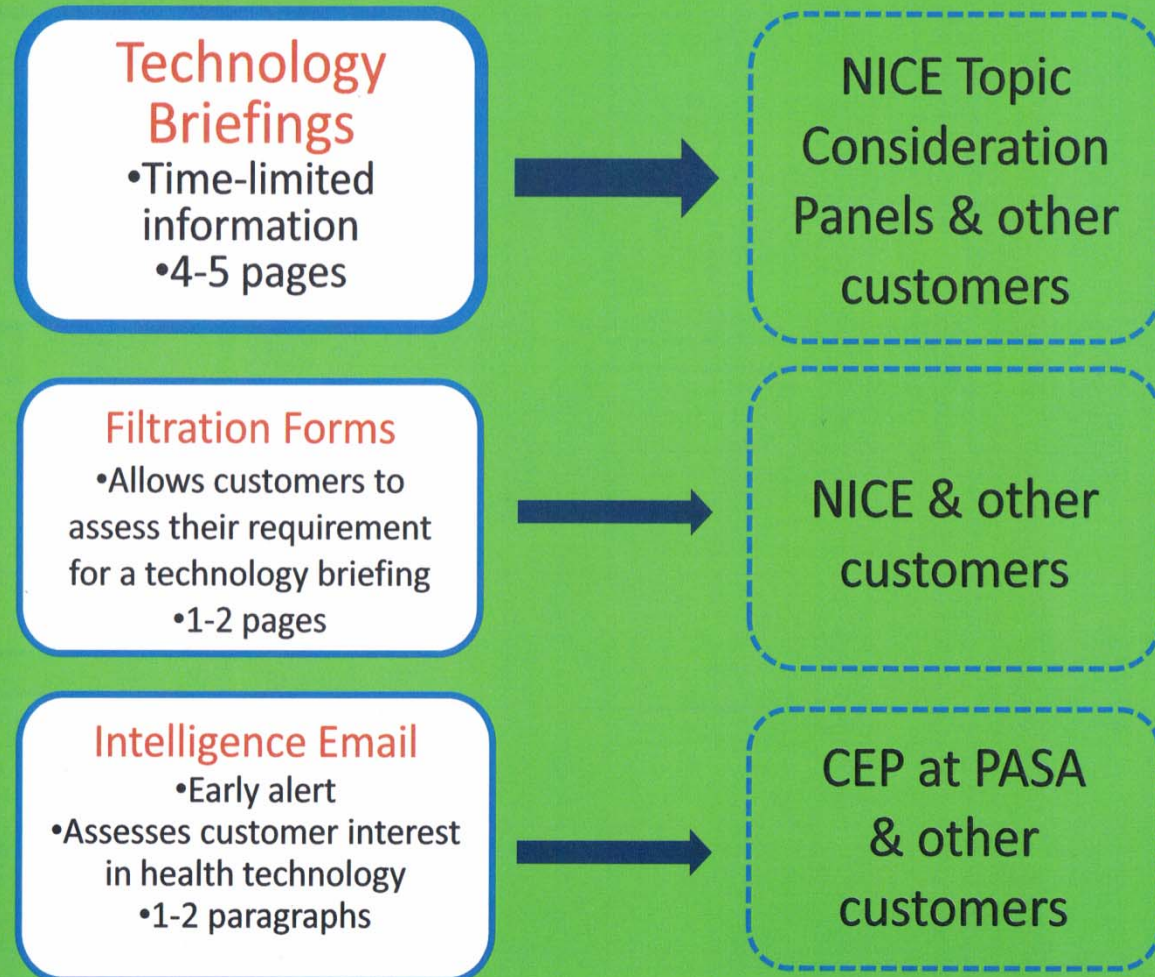 Technology
Briefings
•Time-limited
information
•4-5 pages
NICE Topic
Consideration
Panels & other
customers
Filtration Forms
•Allows customers to
assess their requirement
for a technology briefing
•1-2 pages
NICE & other
customers
Intelligence Email
•Early alert
•Assesses customer interest
in health technology
•1-2 paragraphs
CEP at PASA
& other
customers